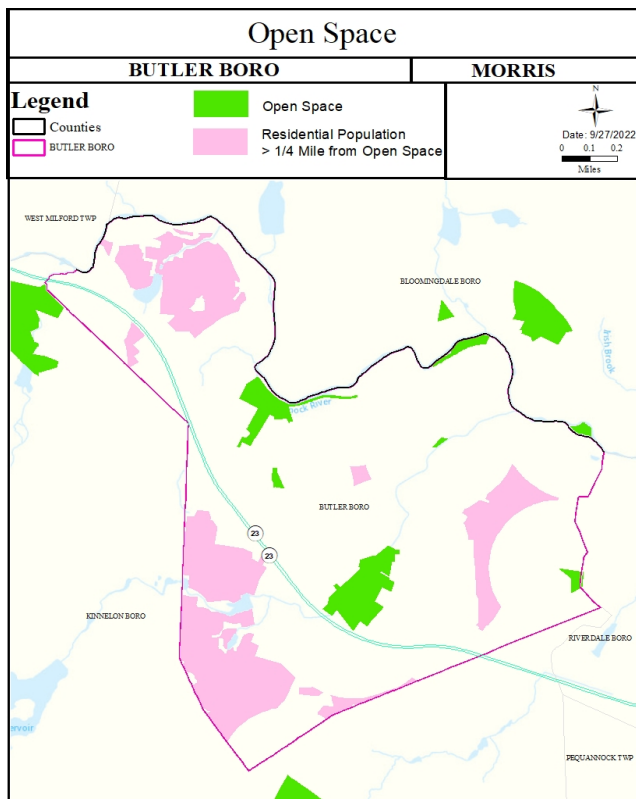 Open Space
BUTLER BORO
MORRIS
Legend
Counties
BUTLER BORO
Open Space
Residential Population
> 1/4 Mile from Open Space
N
Date: 9/27/2022
0 0.1 0.2
Miles
WEST MILFORD TWP
BLOOMINGDALE BORO
Irish Brook
ock River
BUTLER BORO
23
23
KINNELON BORO
RIVERDALE BORO
ervoir
PEQUANNOCK TWP